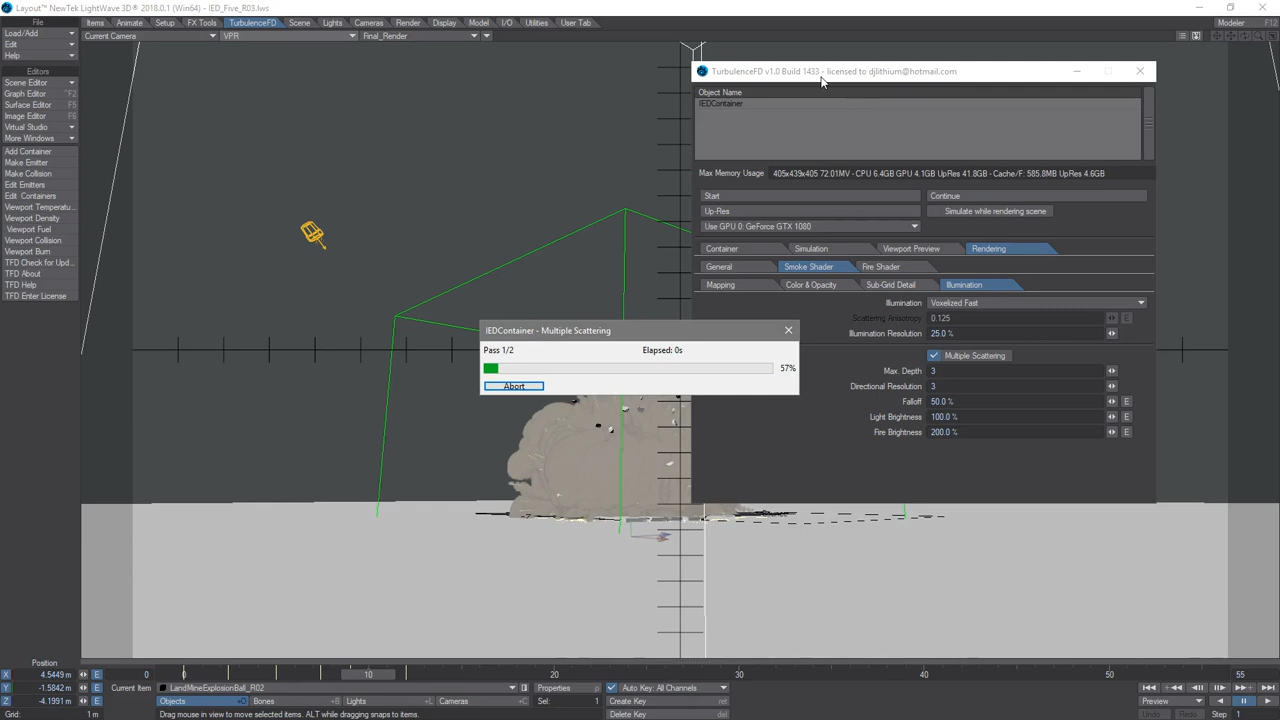 Layout™ NewTek LightWave 3D® 2018.0.1 (Win64) - IED_Five_R03.lws
File
Items Animate Setup FX Tools TurbulenceFD Scene Lights Cameras Render Display Model I/O Utilities User Tab
Modeler F12
Load/Add
Current Camera VPR Final_Render
Edit
Help
Editors
Scene Editor
Graph Editor ^F2
Surface Editor F5
Image Editor F6
Virtual Studio
More Windows
Add Container
Make Emitter
Make Collision
Edit Emitters
Edit Containers
Viewport Temperatu...
Viewport Density
Viewport Fuel
Viewport Collision
Viewport Burn
TFD Check for Upd...
TFD About
TFD Help
TFD Enter License
TurbulenceFD v1.0 Build 1433 - licensed to djlithium@hotmail.com
Object Name
IEDContainer
Max Memory Usage 405x439x405 72.01MV - CPU 6.4GB GPU 4.1GB UpRes 41.8GB - Cache/F: 585.8MB UpRes 4.6GB
Start Continue
Up-Res Simulate while rendering scene
Use GPU 0: GeForce GTX 1080
Container Simulation Viewport Preview Rendering
General Smoke Shader Fire Shader
Mapping Color & Opacity Sub-Grid Detail Illumination
Illumination Voxelized Fast
Scattering Anisotropy 0.125 E
Illumination Resolution 25.0 %
Multiple Scattering
Max. Depth 3
Directional Resolution 3
Falloff 50.0 % E
Light Brightness 100.0 %
Fire Brightness 200.0 % E
IEDContainer - Multiple Scattering
Pass 1/2 Elapsed: 0s
57%
Abort
Position
X 4.5449 m E 0 0 10 20 30 40 50 55
Y -1.5842 m E Current Item LandMineExplosionBall_R02 Properties p Auto Key: All Channels Preview
Z -4.1991 m E Objects +O Bones +B Lights +L Cameras +C Sel: 1 Create Key ret
Grid: 1 m Drag mouse in view to move selected items. ALT while dragging snaps to items. Delete Key del Undo Redo Step 1